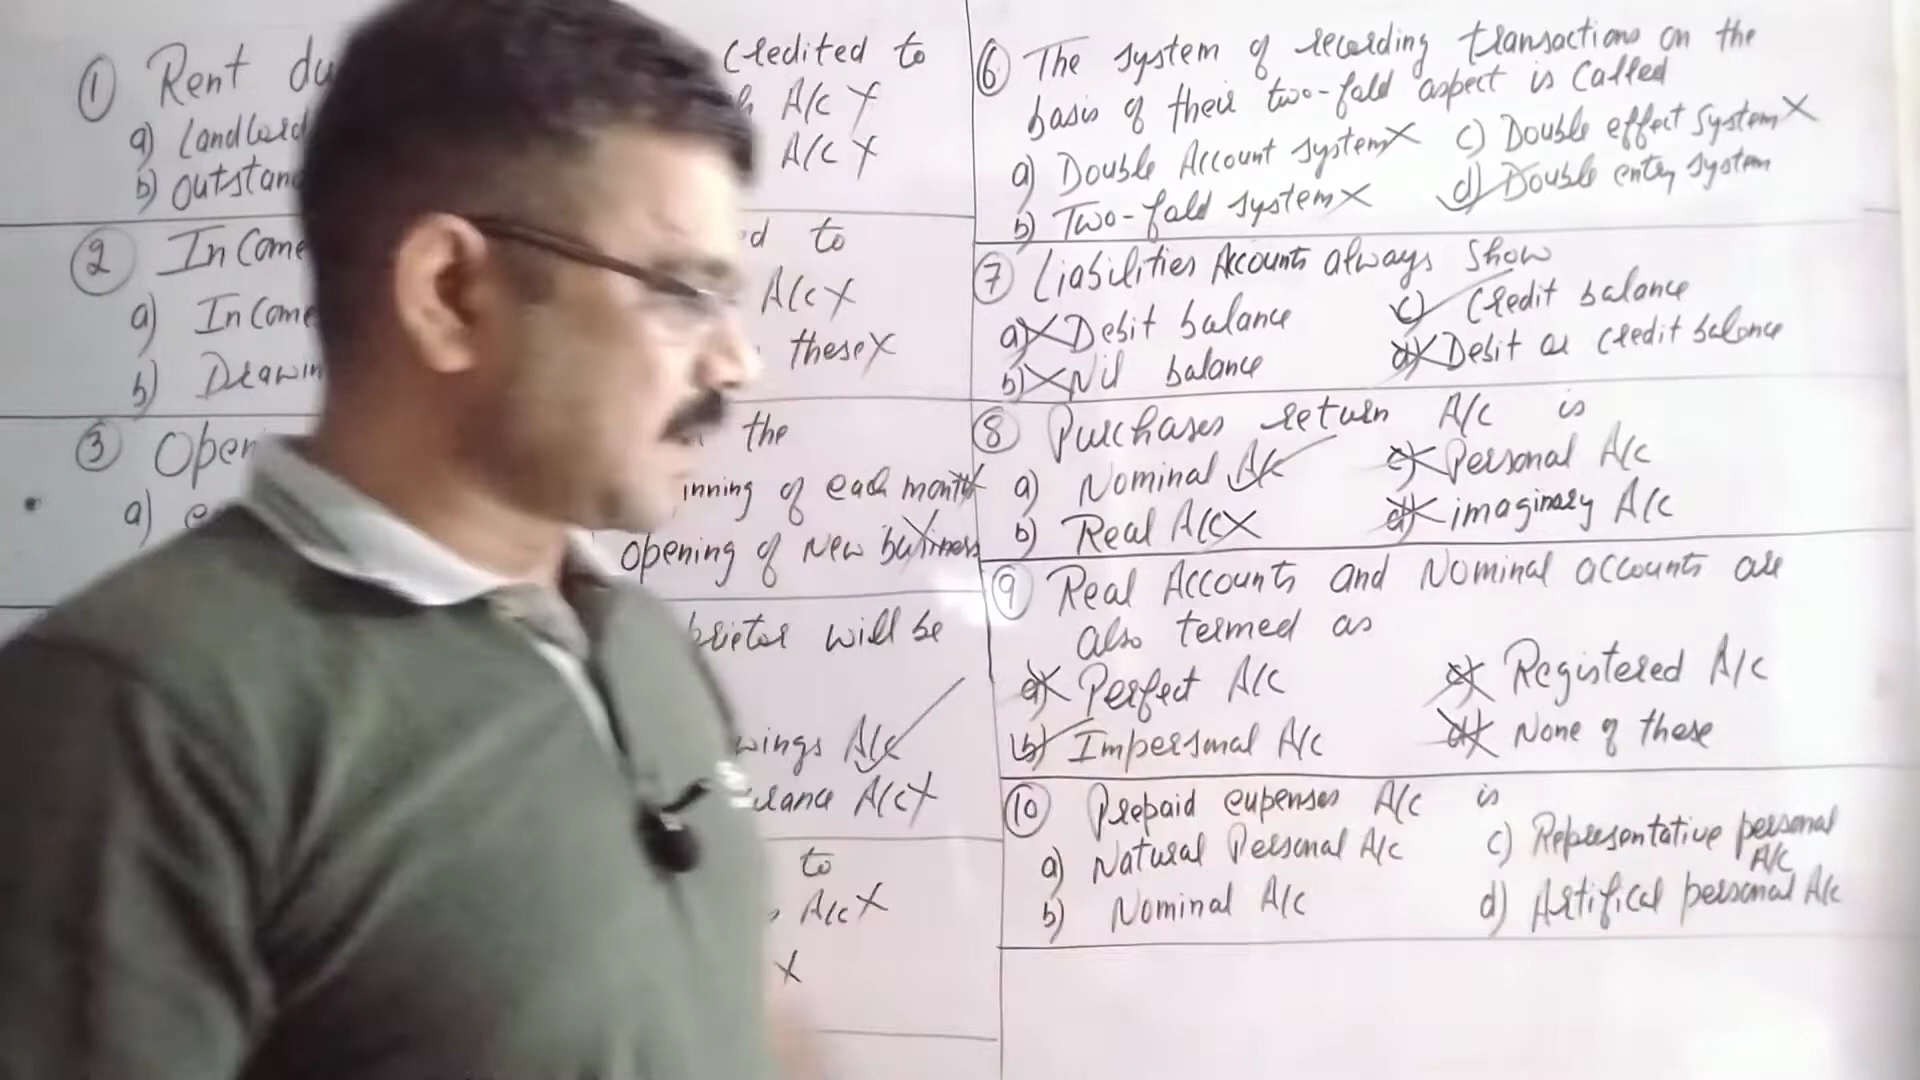 ① Rent du credited to
a) Landlord A/c X
b) outstand A/c X
② Income d to
a) Income A/c X
b) Drawin these X
③ Open the
a) inning of each month X
opening of New business X
prietor will be
wings A/c ✓
A/c X
to
A/c X
X
⑥ The system of recording transactions on the
basis of their two-fold aspect is called
a) Double Account system X c) Double effect system X
b) Two-fold system X d) Double entry system
⑦ Liabilities Accounts always show
a) X Debit balance c) Credit balance
b) X Nil balance d) X Debit or credit balance
⑧ Purchases return A/c is
a) Nominal A/c ✓ c) X Personal A/c
b) Real A/c X d) X imaginary A/c
⑨ Real Accounts and Nominal accounts are
also termed as
a) X Perfect A/c c) X Registered A/c
b) Impersonal A/c d) X None of these
⑩ Prepaid expenses A/c is
a) Natural Personal A/c c) Representative personal
A/c
b) Nominal A/c d) Artifical personal A/c